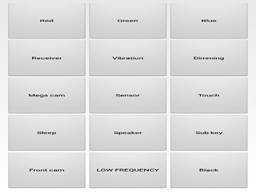 Red Green Blue
Receiver Vibration Dimming
Mega cam Sensor Touch
Sleep Speaker Sub key
Front cam LOW FREQUENCY Black